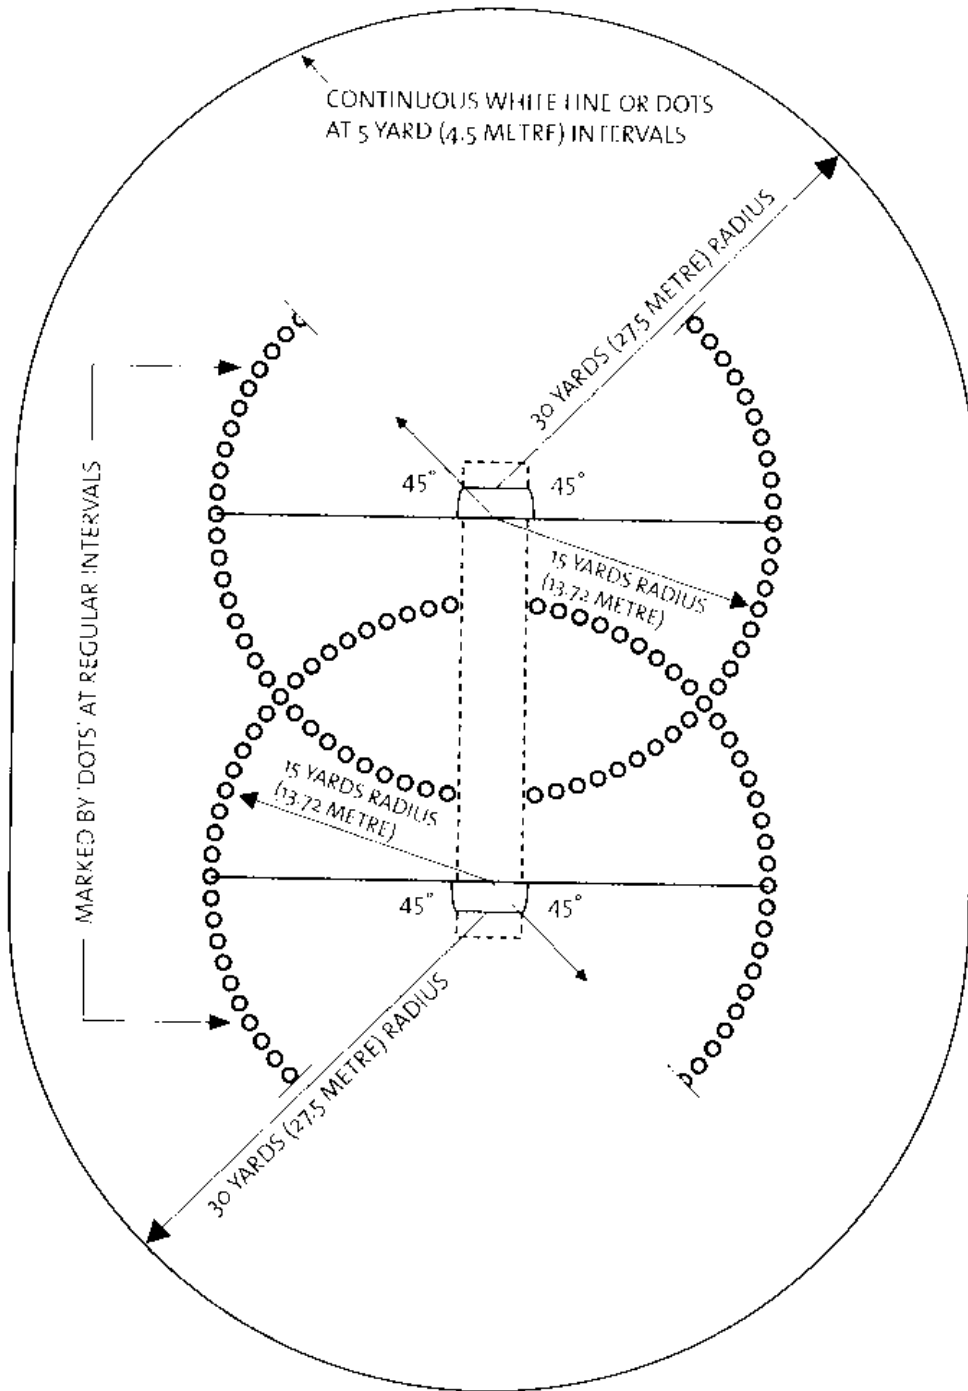 CONTINUOUS WHITE LINE OR DOTS
AT 5 YARD (4.5 METRE) INTERVALS
30 YARDS (27.5 METRE) RADIUS
45°
45°
15 YARDS RADIUS
(13.72 METRE)
MARKED BY 'DOTS' AT REGULAR INTERVALS
15 YARDS RADIUS
(13.72 METRE)
45°
45°
30 YARDS (27.5 METRE) RADIUS